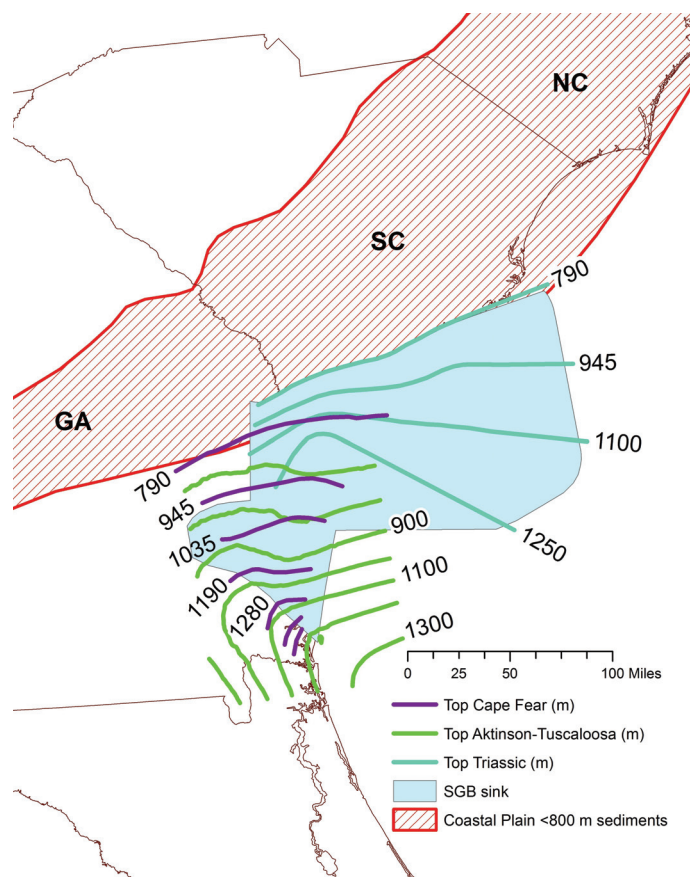 NC
SC
790
945
GA
1100
790
945
900
1035
1250
1190
1100
1280
1300
0 25 50 100 Miles
Top Cape Fear (m)
Top Aktinson-Tuscaloosa (m)
Top Triassic (m)
SGB sink
Coastal Plain <800 m sediments